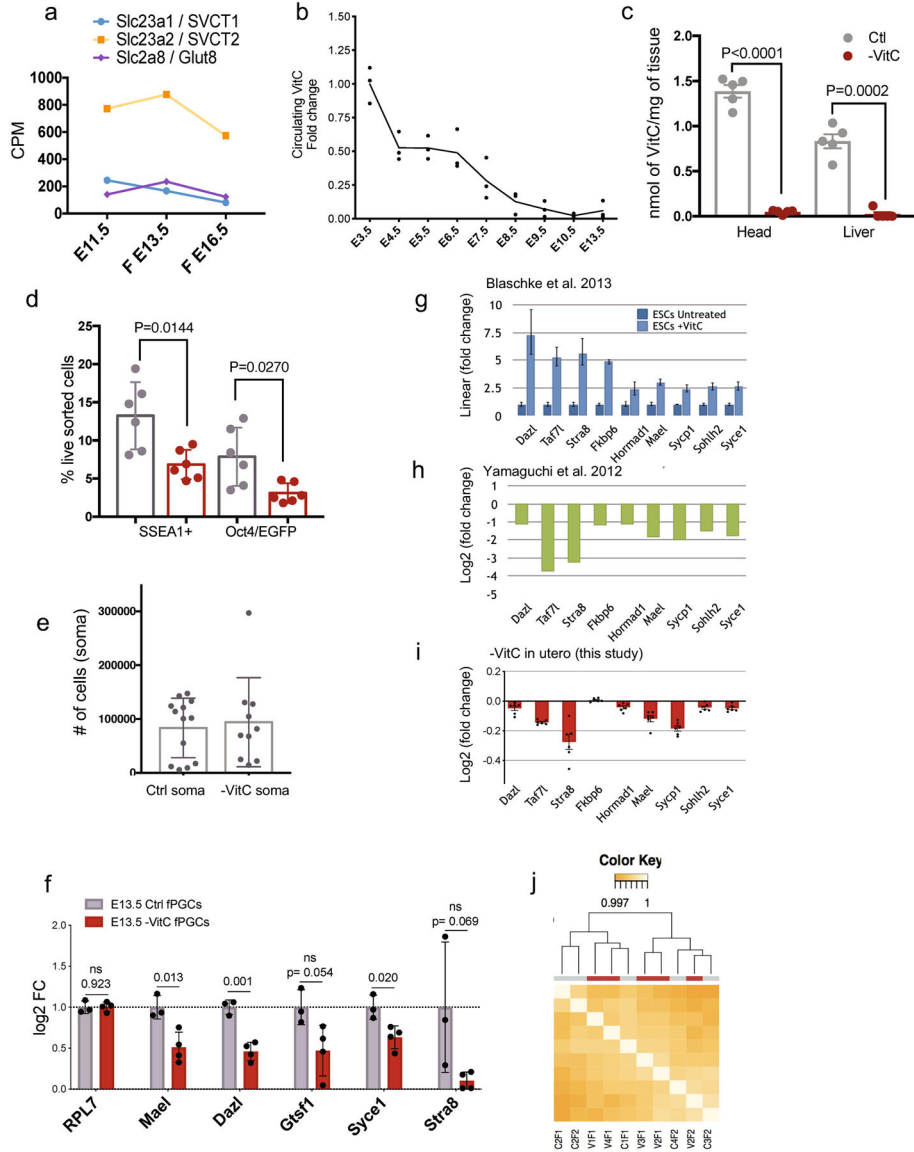 a
Slc23a1 / SVCT1
Slc23a2 / SVCT2
Slc2a8 / Glut8
CPM
1000
800
600
400
200
0
E11.5
F E13.5
F E16.5
b
Circulating VitC
Fold change
1.50
1.25
1.00
0.75
0.50
0.25
0.00
E3.5
E4.5
E5.5
E6.5
E7.5
E8.5
E9.5
E10.5
E13.5
c
Ctl
-VitC
nmol of VitC/mg of tissue
2.0
1.5
1.0
0.5
0.0
P<0.0001
P=0.0002
Head
Liver
d
% live sorted cells
25
20
15
10
5
0
P=0.0144
P=0.0270
SSEA1+
Oct4/EGFP
e
# of cells (soma)
300000
200000
100000
0
Ctrl soma
-VitC soma
g
Blaschke et al. 2013
Linear (fold change)
10
7.5
5
2.5
0
ESCs Untreated
ESCs +VitC
Dazl
Taf7l
Stra8
Fkbp6
Hormad1
Mael
Sycp1
Sohlh2
Syce1
h
Yamaguchi et al. 2012
Log2 (fold change)
1
0
-1
-2
-3
-4
-5
Dazl
Taf7l
Stra8
Fkbp6
Hormad1
Mael
Sycp1
Sohlh2
Syce1
i
-VitC in utero (this study)
Log2 (fold change)
0.2
0.0
-0.2
-0.4
Dazl
Taf7l
Stra8
Fkbp6
Hormad1
Mael
Sycp1
Sohlh2
Syce1
f
E13.5 Ctrl fPGCs
E13.5 -VitC fPGCs
log2 FC
2.0
1.5
1.0
0.5
0.0
ns
0.923
0.013
0.001
ns
p= 0.054
0.020
ns
p= 0.069
RPL7
Mael
Dazl
Gtsf1
Syce1
Stra8
j
Color Key
0.997 1
C2F1
C2F2
V1F1
V4F1
C1F1
V3F1
V2F1
C4F2
V2F2
C3F2